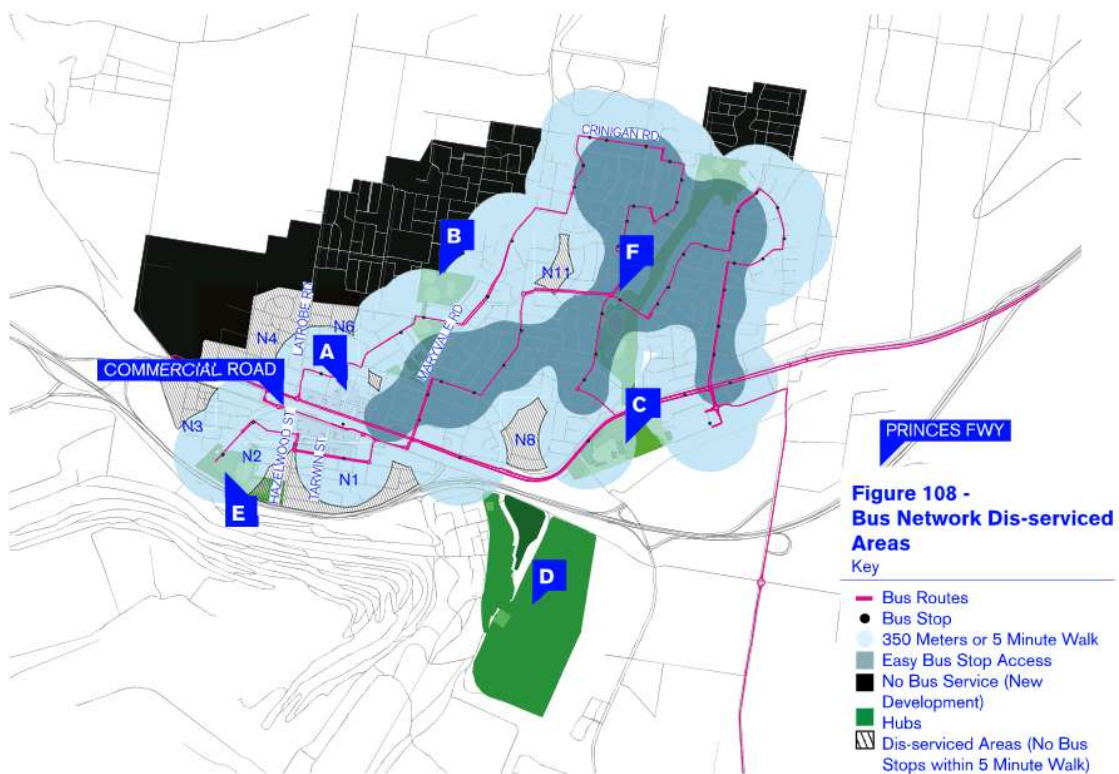 CRINIGAN RD
B
F
N11
LATROBE RD
N6
N4
MARYVALE RD
A
COMMERCIAL ROAD
C
N3
N8
N2
HAZELWOOD ST
TARWIN ST
N1
E
D
PRINCES FWY
Figure 108 -
Bus Network Dis-serviced
Areas
Key
Bus Routes
Bus Stop
350 Meters or 5 Minute Walk
Easy Bus Stop Access
No Bus Service (New
Development)
Hubs
Dis-serviced Areas (No Bus
Stops within 5 Minute Walk)